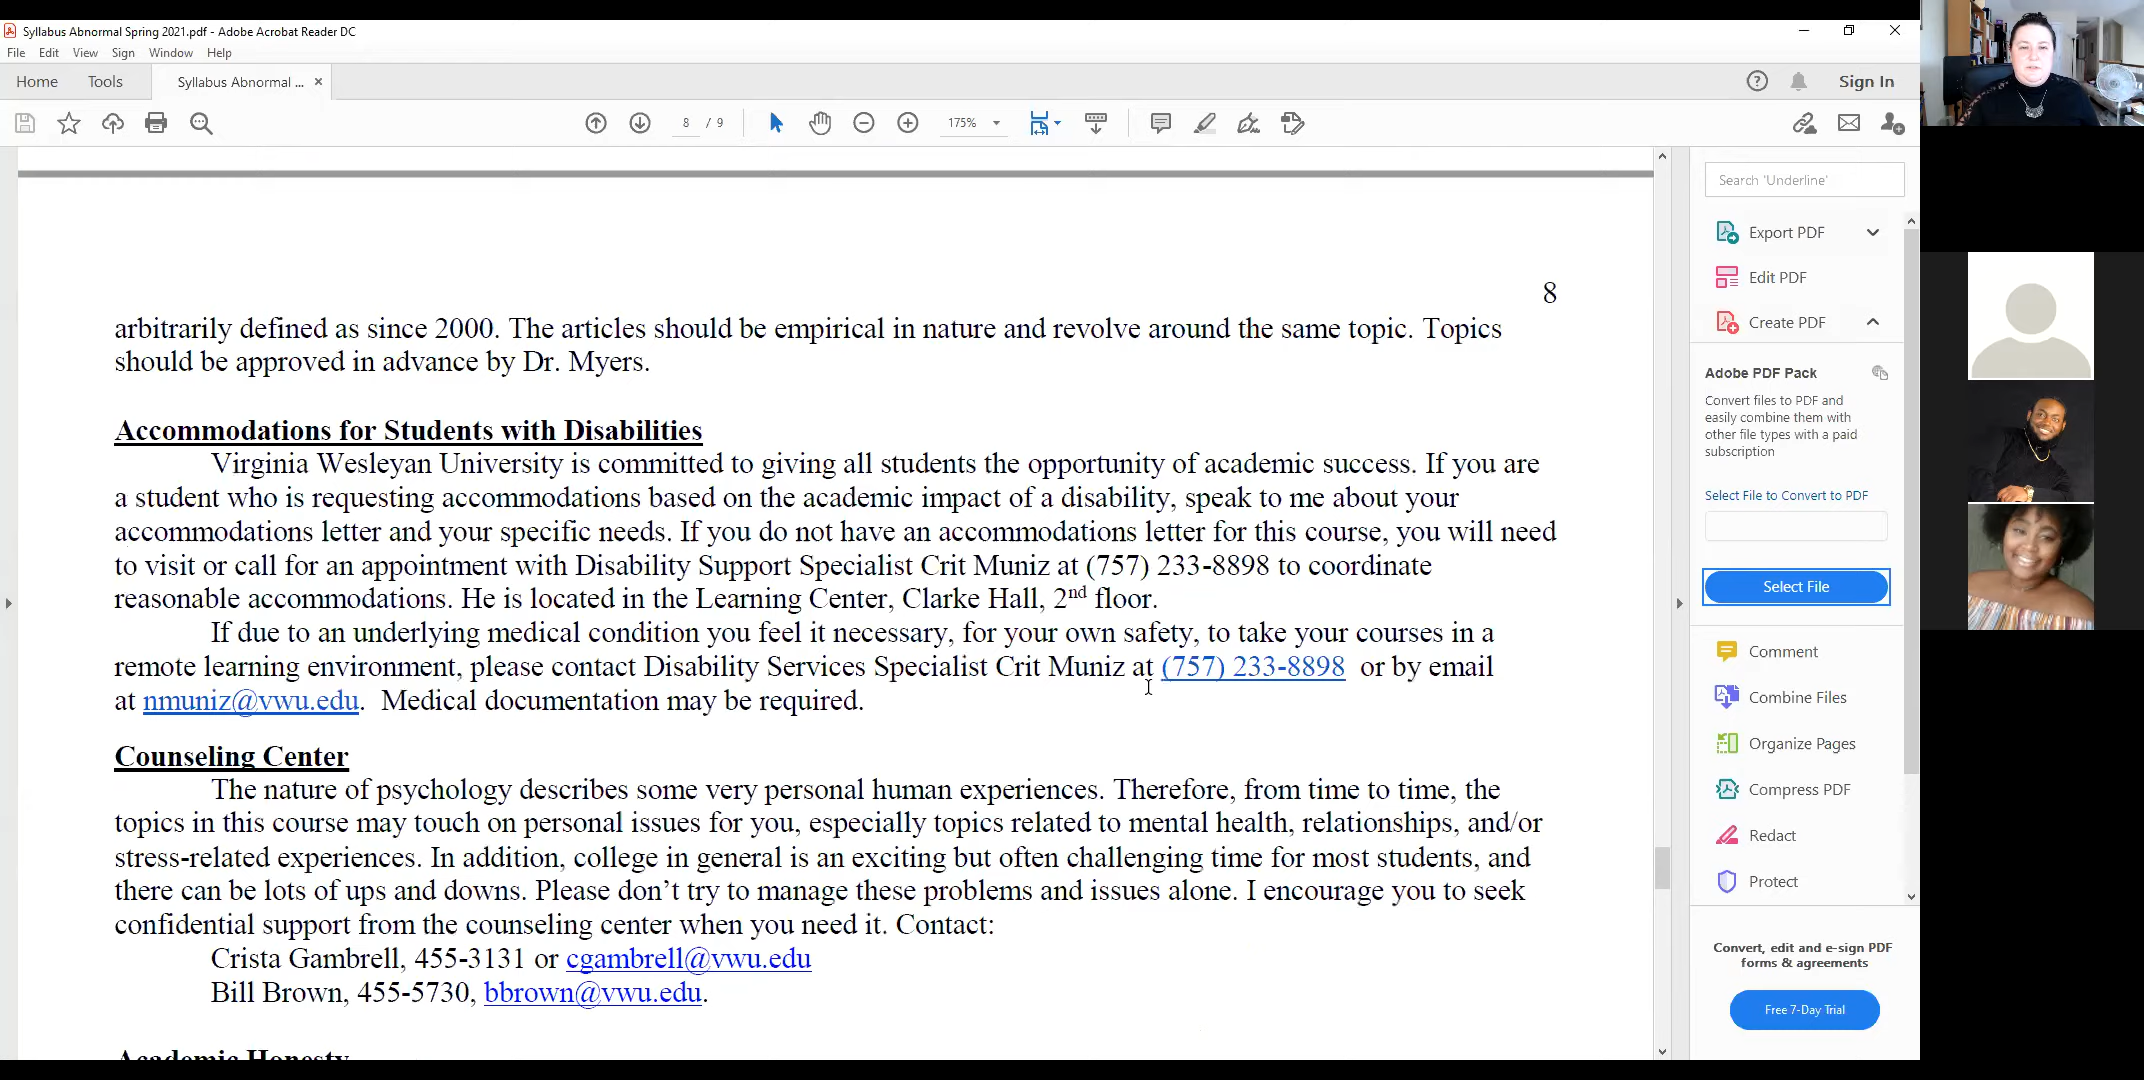 Syllabus Abnormal Spring 2021.pdf - Adobe Acrobat Reader DC
File Edit View Sign Window Help
Home Tools Syllabus Abnormal ... × Sign In
8 / 9 175%
8
arbitrarily defined as since 2000. The articles should be empirical in nature and revolve around the same topic. Topics
should be approved in advance by Dr. Myers.
Accommodations for Students with Disabilities
Virginia Wesleyan University is committed to giving all students the opportunity of academic success. If you are
a student who is requesting accommodations based on the academic impact of a disability, speak to me about your
accommodations letter and your specific needs. If you do not have an accommodations letter for this course, you will need
to visit or call for an appointment with Disability Support Specialist Crit Muniz at (757) 233-8898 to coordinate
reasonable accommodations. He is located in the Learning Center, Clarke Hall, 2nd floor.
If due to an underlying medical condition you feel it necessary, for your own safety, to take your courses in a
remote learning environment, please contact Disability Services Specialist Crit Muniz at (757) 233-8898 or by email
at nmuniz@vwu.edu. Medical documentation may be required.
Counseling Center
The nature of psychology describes some very personal human experiences. Therefore, from time to time, the
topics in this course may touch on personal issues for you, especially topics related to mental health, relationships, and/or
stress-related experiences. In addition, college in general is an exciting but often challenging time for most students, and
there can be lots of ups and downs. Please don't try to manage these problems and issues alone. I encourage you to seek
confidential support from the counseling center when you need it. Contact:
Crista Gambrell, 455-3131 or cgambrell@vwu.edu
Bill Brown, 455-5730, bbrown@vwu.edu.
Academic Honesty
Search 'Underline'
Export PDF
Edit PDF
Create PDF
Adobe PDF Pack
Convert files to PDF and
easily combine them with
other file types with a paid
subscription
Select File to Convert to PDF
Select File
Comment
Combine Files
Organize Pages
Compress PDF
Redact
Protect
Convert, edit and e-sign PDF
forms & agreements
Free 7-Day Trial